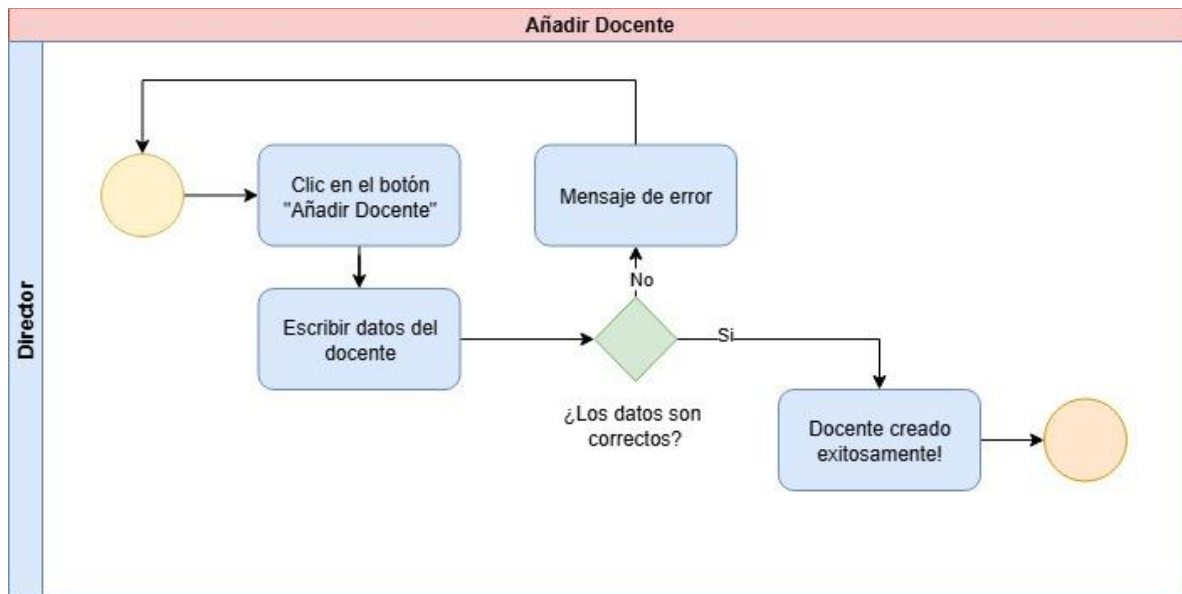 Añadir Docente
Director
Clic en el botón
"Añadir Docente"
Mensaje de error
No
Escribir datos del
docente
Si
¿Los datos son
correctos?
Docente creado
exitosamente!